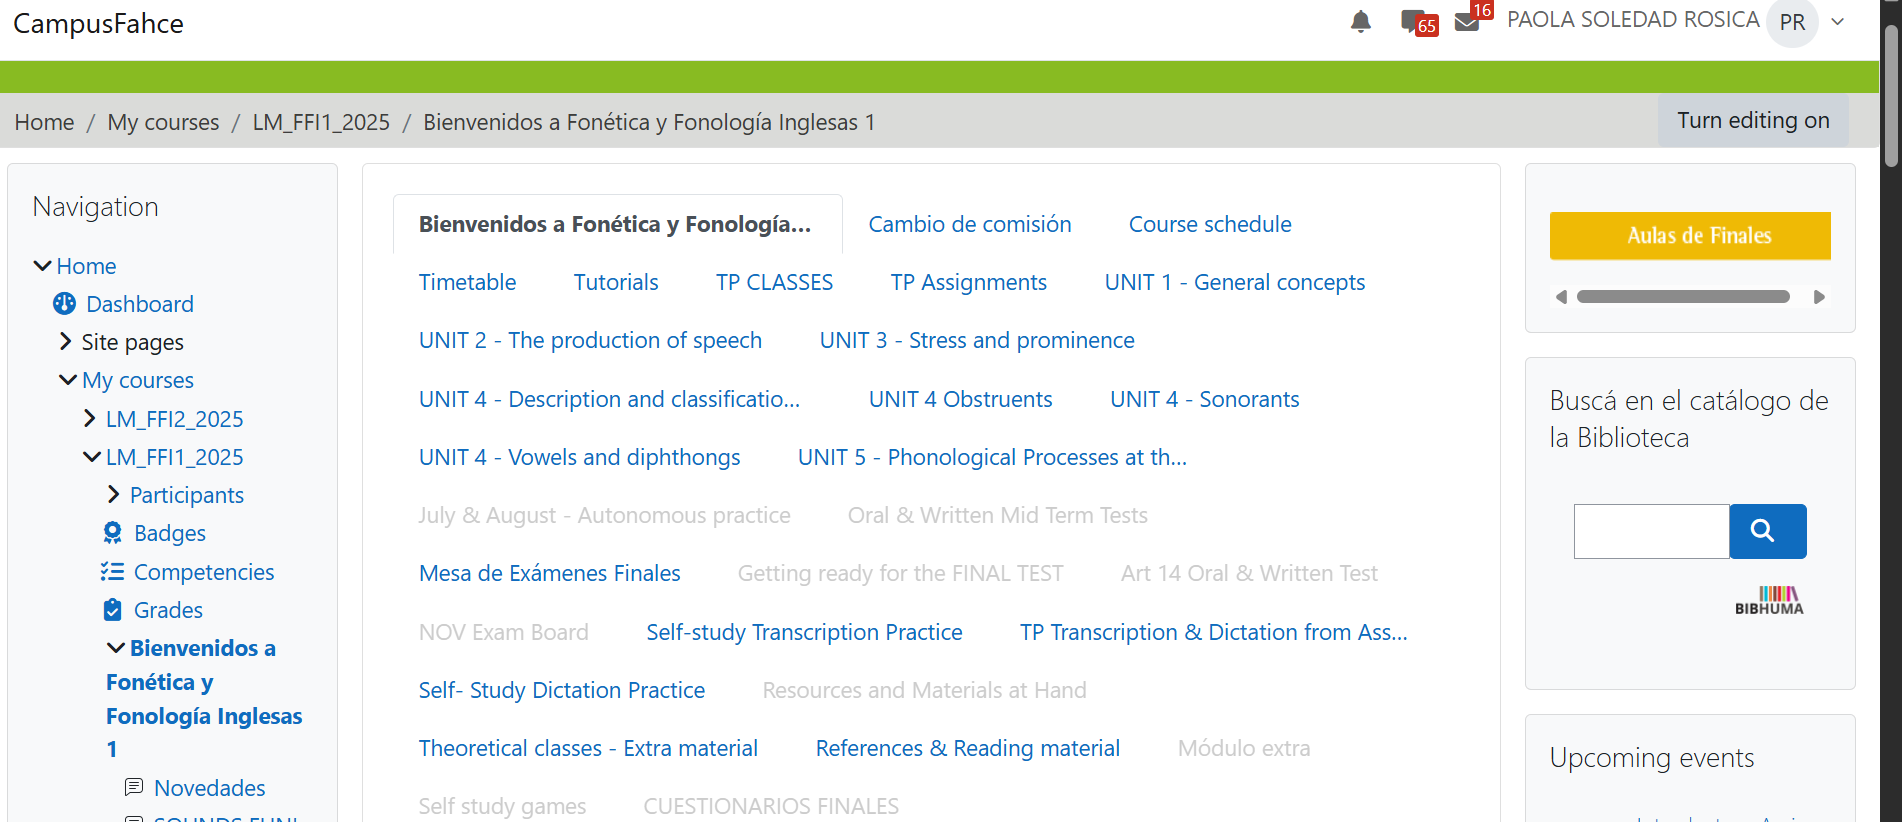 CampusFahce
65
16
PAOLA SOLEDAD ROSICA
PR
Home / My courses / LM_FFI1_2025 / Bienvenidos a Fonética y Fonología Inglesas 1
Turn editing on
Navigation
Home
Dashboard
Site pages
My courses
LM_FFI2_2025
LM_FFI1_2025
Participants
Badges
Competencies
Grades
Bienvenidos a
Fonética y
Fonología Inglesas
1
Novedades
Bienvenidos a Fonética y Fonología... Cambio de comisión Course schedule
Timetable Tutorials TP CLASSES TP Assignments UNIT 1 - General concepts
UNIT 2 - The production of speech UNIT 3 - Stress and prominence
UNIT 4 - Description and classificatio... UNIT 4 Obstruents UNIT 4 - Sonorants
UNIT 4 - Vowels and diphthongs UNIT 5 - Phonological Processes at th...
July & August - Autonomous practice Oral & Written Mid Term Tests
Mesa de Exámenes Finales Getting ready for the FINAL TEST Art 14 Oral & Written Test
NOV Exam Board Self-study Transcription Practice TP Transcription & Dictation from Ass...
Self- Study Dictation Practice Resources and Materials at Hand
Theoretical classes - Extra material References & Reading material Módulo extra
Self study games CUESTIONARIOS FINALES
Aulas de Finales
Buscá en el catálogo de
la Biblioteca
BIBHUMA
Upcoming events